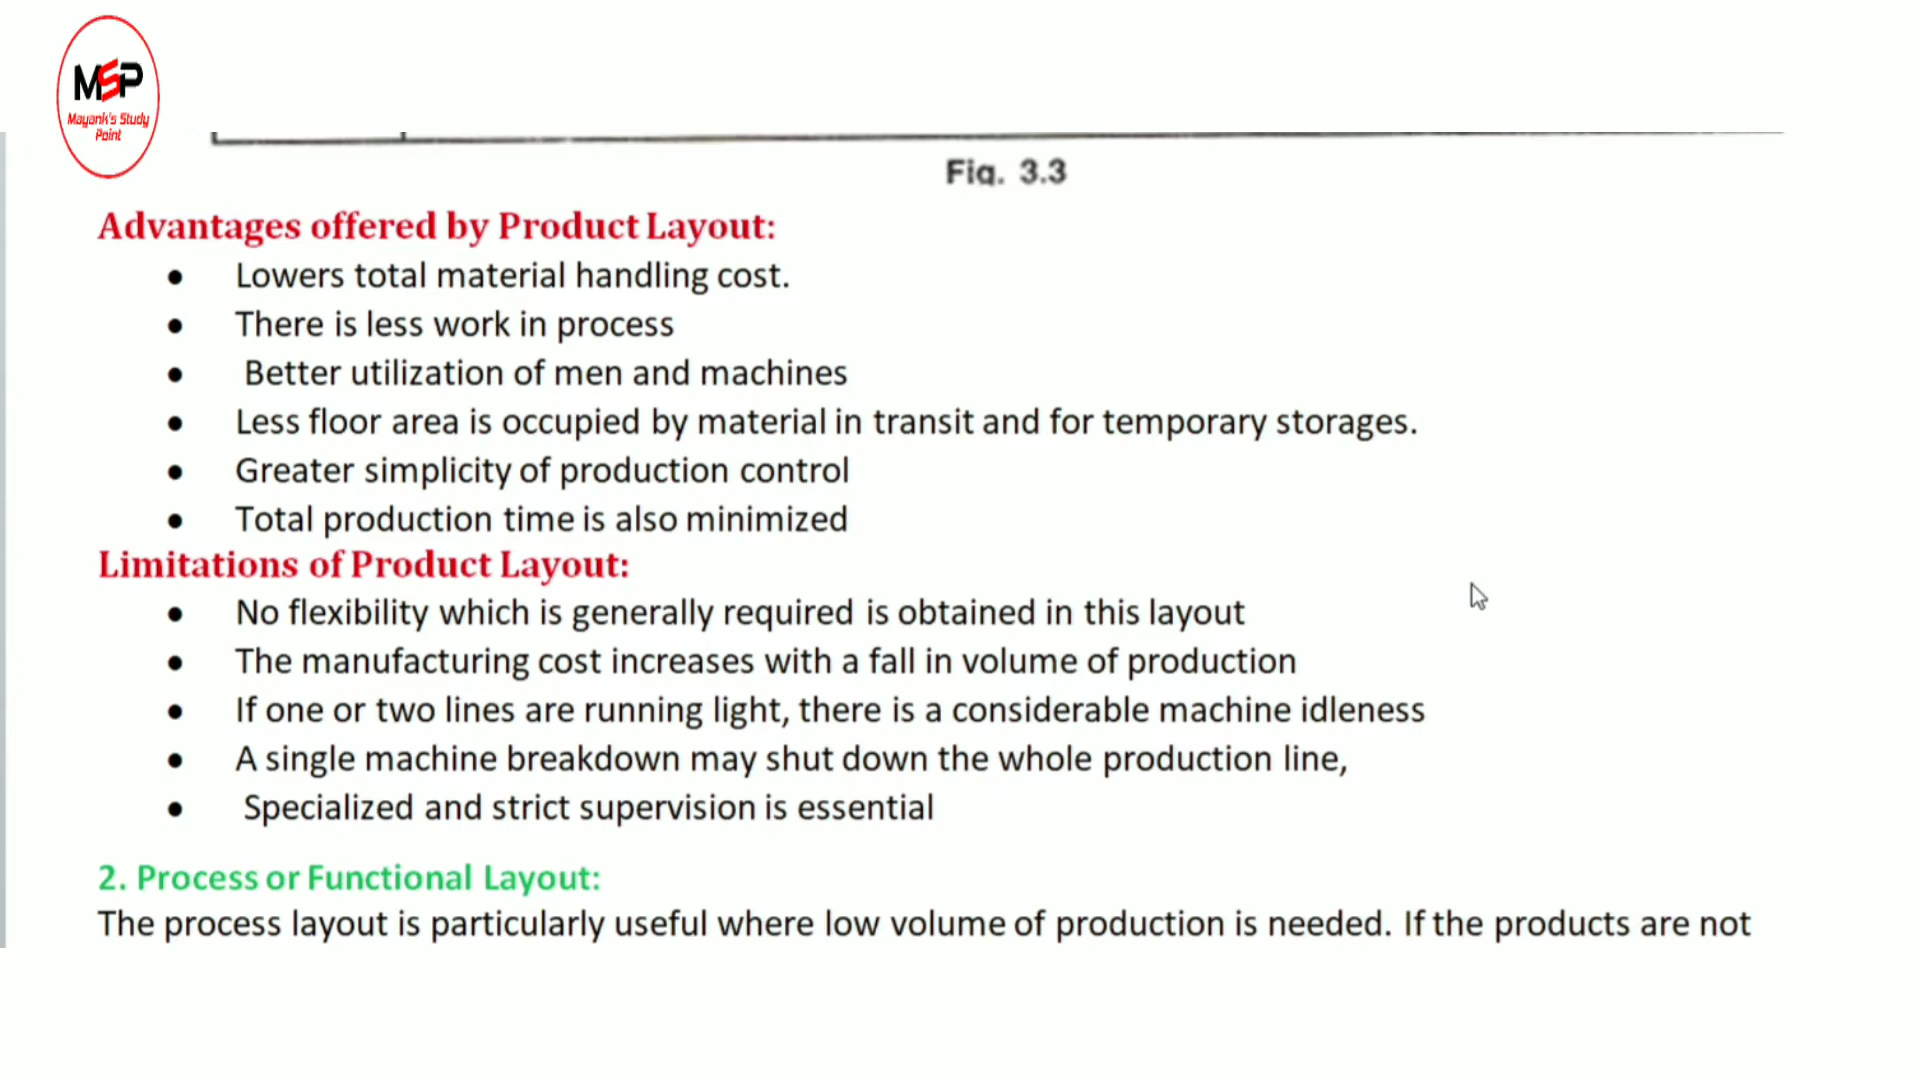 MSP
Mayank's Study
Point
Fig. 3.3
Advantages offered by Product Layout:
• Lowers total material handling cost.
• There is less work in process
• Better utilization of men and machines
• Less floor area is occupied by material in transit and for temporary storages.
• Greater simplicity of production control
• Total production time is also minimized
Limitations of Product Layout:
• No flexibility which is generally required is obtained in this layout
• The manufacturing cost increases with a fall in volume of production
• If one or two lines are running light, there is a considerable machine idleness
• A single machine breakdown may shut down the whole production line,
• Specialized and strict supervision is essential
2. Process or Functional Layout:
The process layout is particularly useful where low volume of production is needed. If the products are not